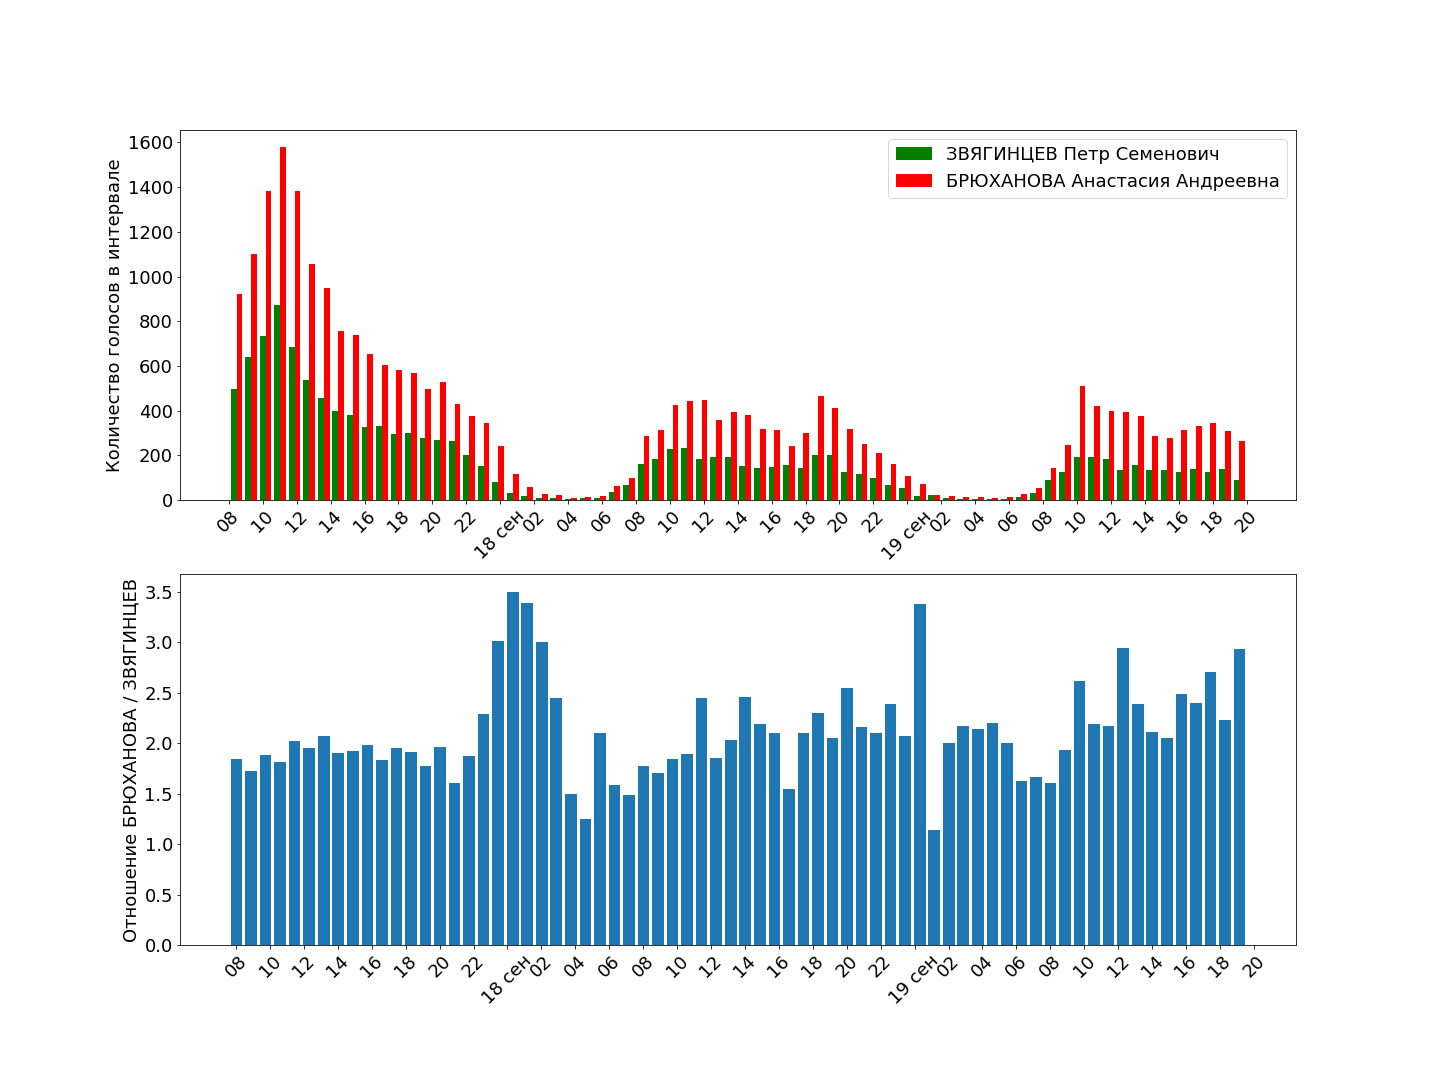 Количество голосов в интервале
1600
1400
1200
1000
800
600
400
200
0
ЗВЯГИНЦЕВ Петр Семенович
БРЮХАНОВА Анастасия Андреевна
08 10 12 14 16 18 20 22 18 сен 02 04 06 08 10 12 14 16 18 20 22 19 сен 02 04 06 08 10 12 14 16 18 20
Отношение БРЮХАНОВА / ЗВЯГИНЦЕВ
3.5
3.0
2.5
2.0
1.5
1.0
0.5
0.0
08 10 12 14 16 18 20 22 18 сен 02 04 06 08 10 12 14 16 18 20 22 19 сен 02 04 06 08 10 12 14 16 18 20